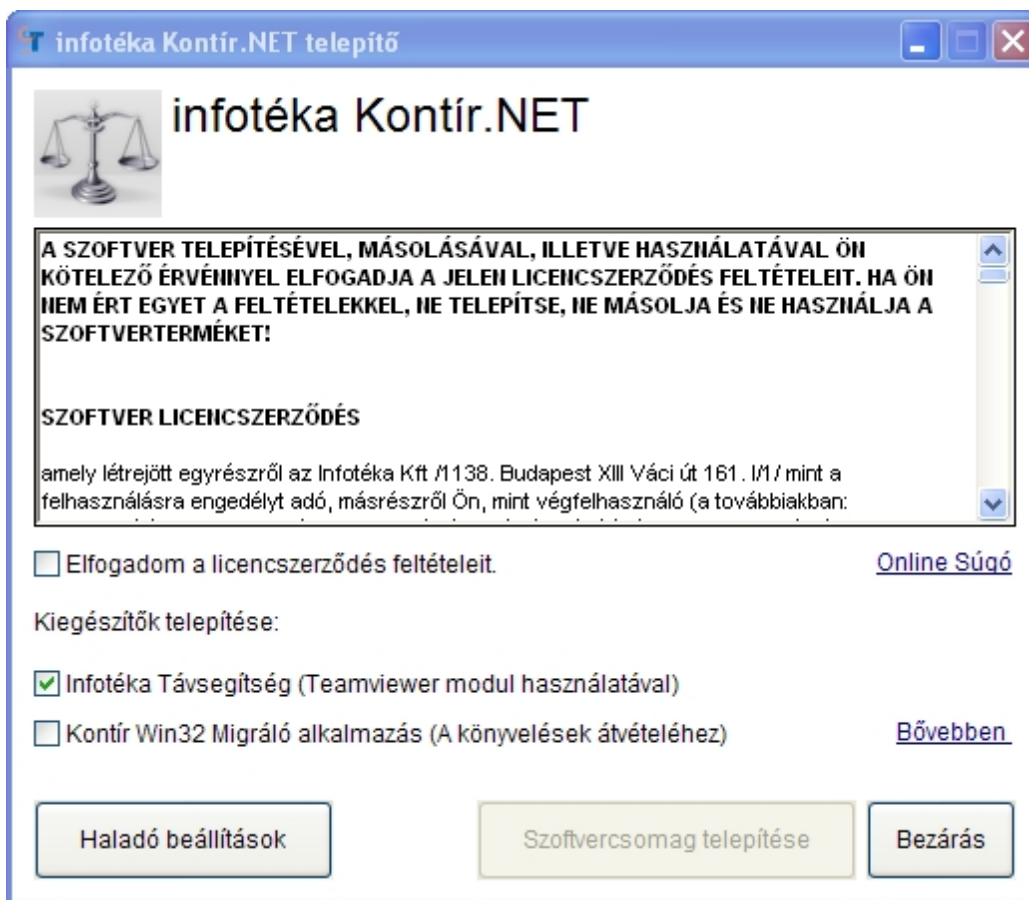 infotéka Kontír.NET telepítő
infotéka Kontír.NET
A SZOFTVER TELEPÍTÉSÉVEL, MÁSOLÁSÁVAL, ILLETVE HASZNÁLATÁVAL ÖN
KÖTELEZŐ ÉRVÉNNYEL ELFOGADJA A JELEN LICENCSZERZŐDÉS FELTÉTELEIT. HA ÖN
NEM ÉRT EGYET A FELTÉTELEKKEL, NE TELEPÍTSE, NE MÁSOLJA ÉS NE HASZNÁLJA A
SZOFTVERTERMÉKET!
SZOFTVER LICENCSZERZŐDÉS
amely létrejött egyrészről az Infotéka Kft /1138. Budapest XIII Váci út 161. I/1/ mint a
felhasználásra engedélyt adó, másrészről Ön, mint végfelhasználó (a továbbiakban:
Elfogadom a licencszerződés feltételeit.
Online Súgó
Kiegészítők telepítése:
Infotéka Távsegítség (Teamviewer modul használatával)
Kontír Win32 Migráló alkalmazás (A könyvelések átvételéhez)
Bővebben
Haladó beállítások
Szoftvercsomag telepítése
Bezárás